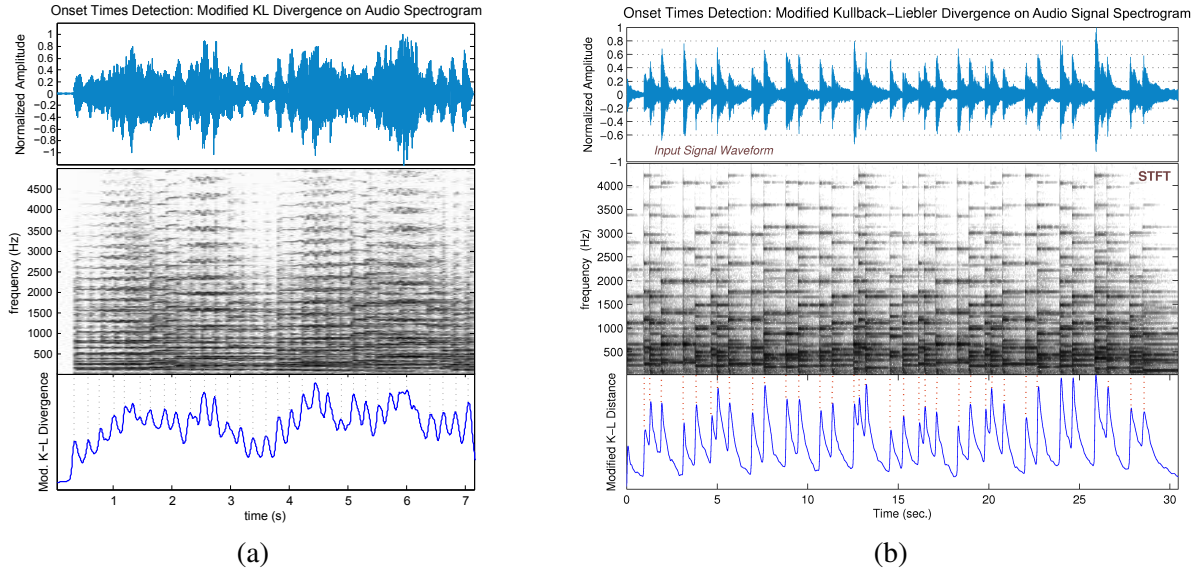 Onset Times Detection: Modified KL Divergence on Audio Spectrogram
Normalized Amplitude
1
0.8
0.6
0.4
0.2
0
−0.2
−0.4
−0.6
−0.8
−1
frequency (Hz)
4500
4000
3500
3000
2500
2000
1500
1000
500
Mod. K−L Divergence
1 2 3 4 5 6 7
time (s)
(a)
Onset Times Detection: Modified Kullback−Liebler Divergence on Audio Signal Spectrogram
Normalized Amplitude
1
0.8
0.6
0.4
0.2
0
−0.2
−0.4
−0.6
−1
Input Signal Waveform
STFT
frequency (Hz)
4000
3500
3000
2500
2000
1500
1000
500
Modified K−L Distance
0 5 10 15 20 25 30
Time (sec.)
(b)